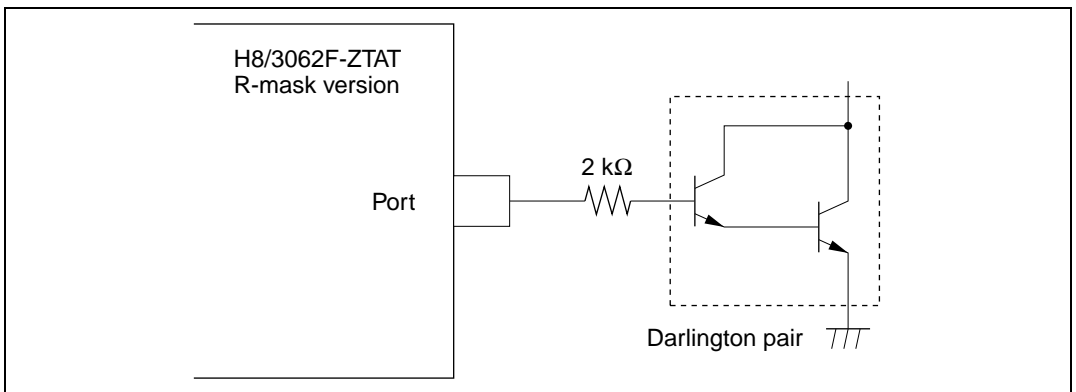 H8/3062F-ZTAT
R-mask version
Port
2 kΩ
Darlington pair